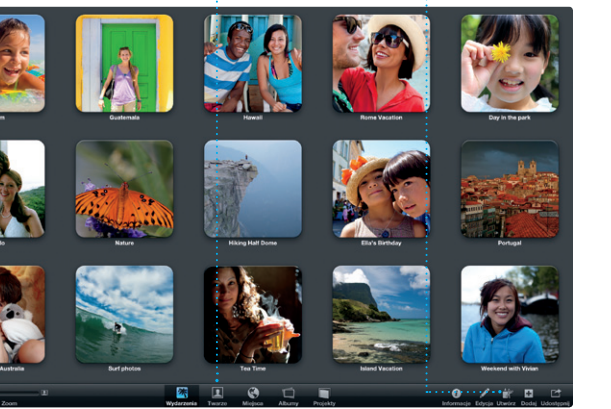 m
Guatemala
Hawaii
Rome Vacation
Day in the park
lo
Nature
Hiking Half Dome
Ella's Birthday
Portugal
Australia
Surf photos
Tea Time
Island Vacation
Weekend with Vivian
Zoom
Wydarzenia
Twarze
Miejsca
Albumy
Projekty
Informacje
Edycja
Utwórz
Dodaj
Udostępnij